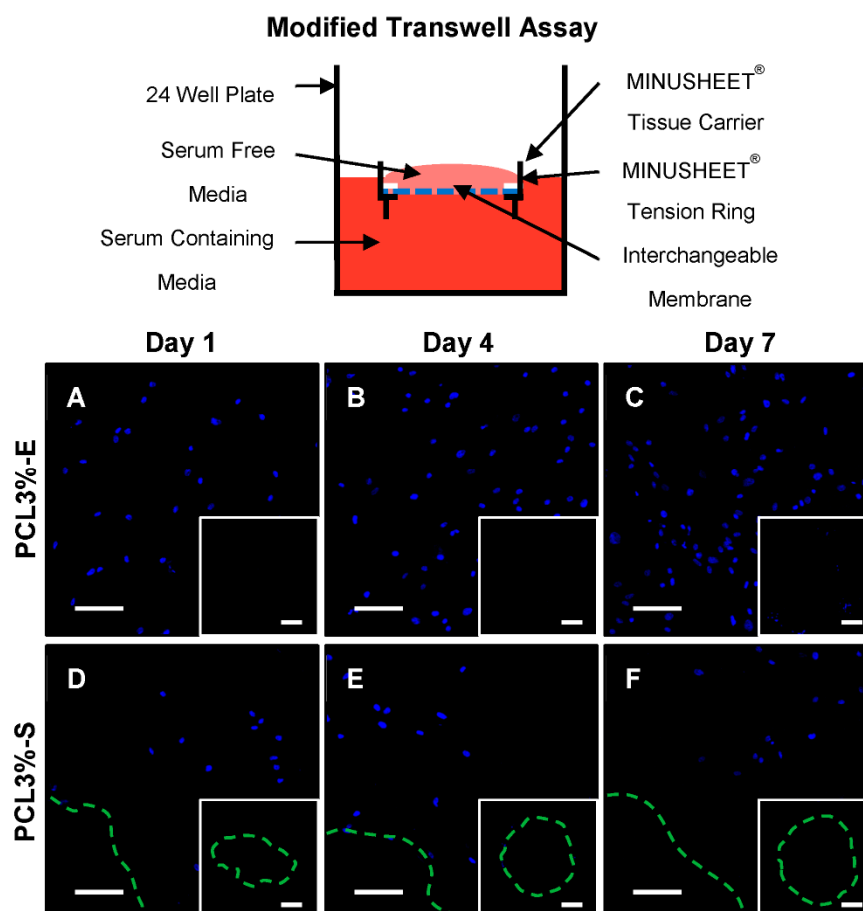 Modified Transwell Assay
24 Well Plate
Serum Free
Media
Serum Containing
Media
MINUSHEET®
Tissue Carrier
MINUSHEET®
Tension Ring
Interchangeable
Membrane
Day 1
Day 4
Day 7
PCL3%-E
A
B
C
PCL3%-S
D
E
F